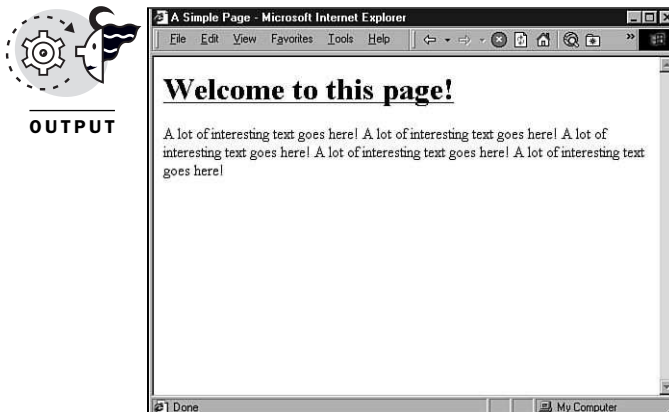 A Simple Page - Microsoft Internet Explorer
File Edit View Favorites Tools Help »
OUTPUT
Welcome to this page!
A lot of interesting text goes here! A lot of interesting text goes here! A lot of
interesting text goes here! A lot of interesting text goes here! A lot of interesting text
goes here!
Done My Computer